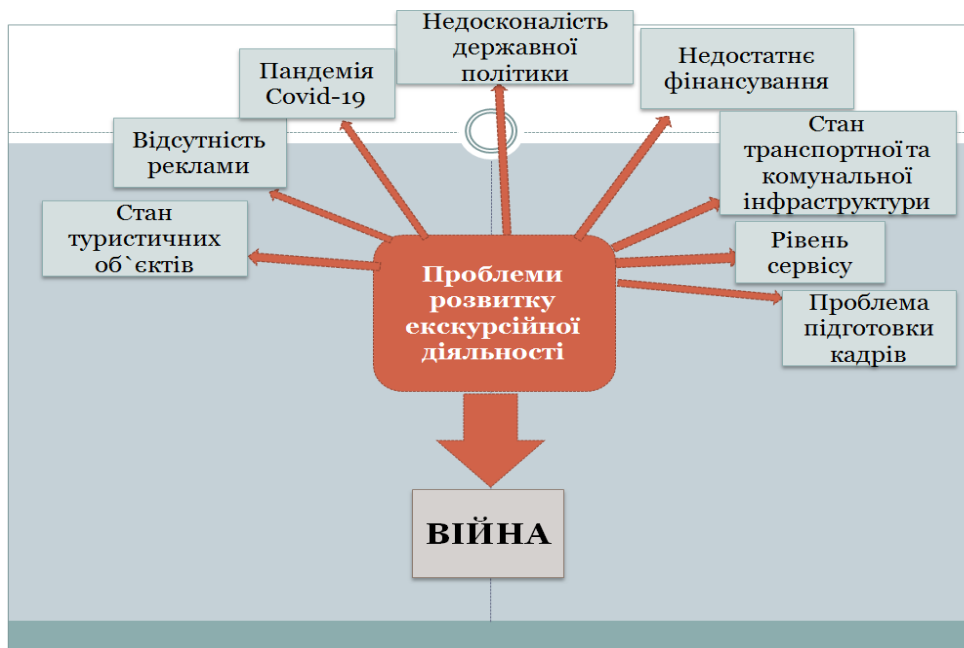 Недосконалість
державної
політики
Недостатнє
фінансування
Пандемія
Covid-19
Стан
транспортної та
комунальної
інфраструктури
Відсутність
реклами
Стан
туристичних
об`єктів
Рівень
сервісу
Проблеми
розвитку
екскурсійної
діяльності
Проблема
підготовки
кадрів
ВІЙНА